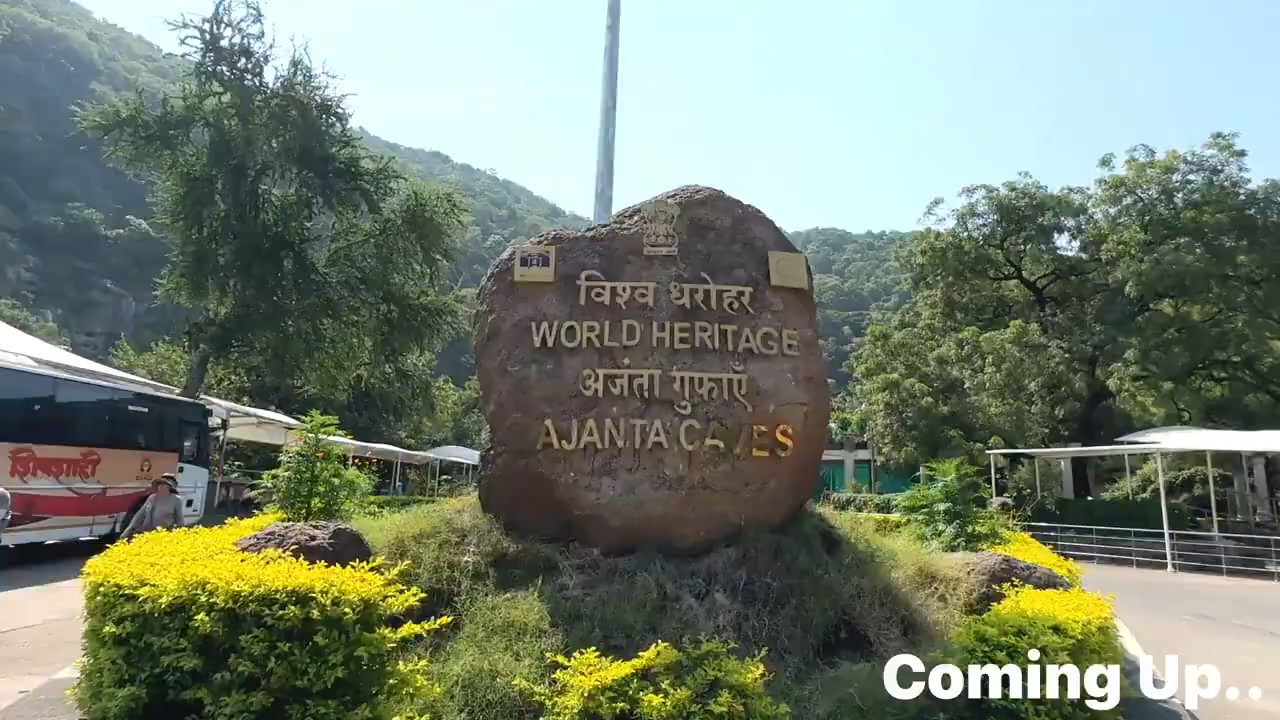 विश्व धरोहर
WORLD HERITAGE
अजंता गुफाएँ
AJANTA CAVES
शिवशाही
Coming Up..